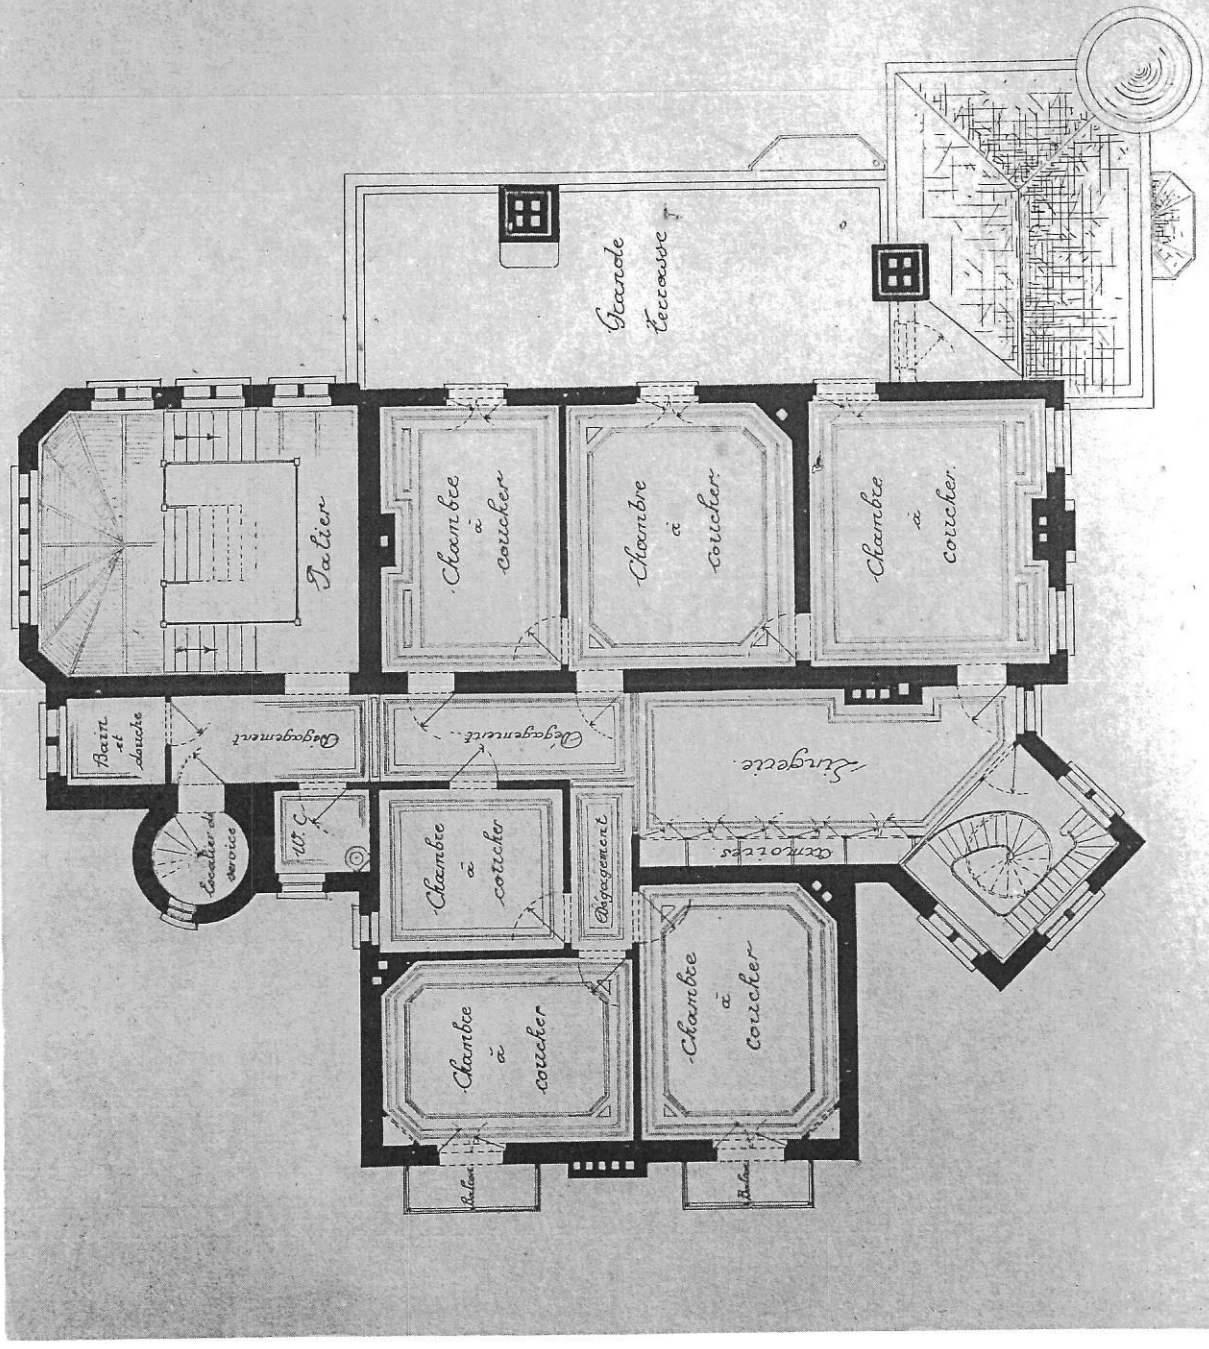 Grande
Terrasse
Palier
Chambre
à
coucher
Chambre
à
coucher
Chambre
à
coucher
Bain
et
douche
Dégagement
Dégagement
Lingerie
Escalier de
service
W. C.
Chambre
à
coucher
Dégagement
armoires
Chambre
à
coucher
Chambre
à
coucher
Balcon
Balcon